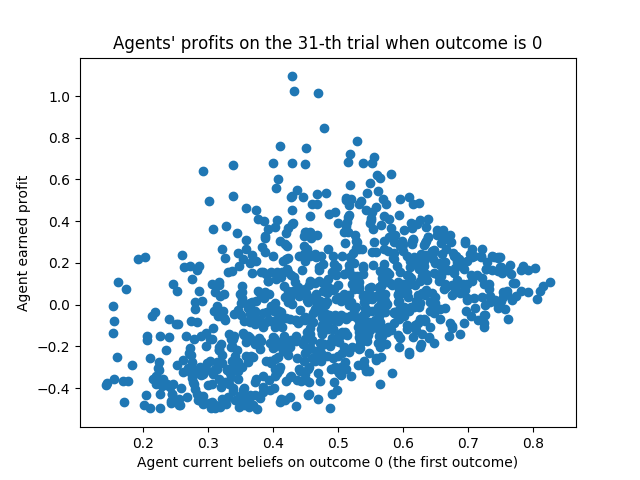 Agents' profits on the 31-th trial when outcome is 0
Agent earned profit
1.0
0.8
0.6
0.4
0.2
0.0
−0.2
−0.4
0.2 0.3 0.4 0.5 0.6 0.7 0.8
Agent current beliefs on outcome 0 (the first outcome)